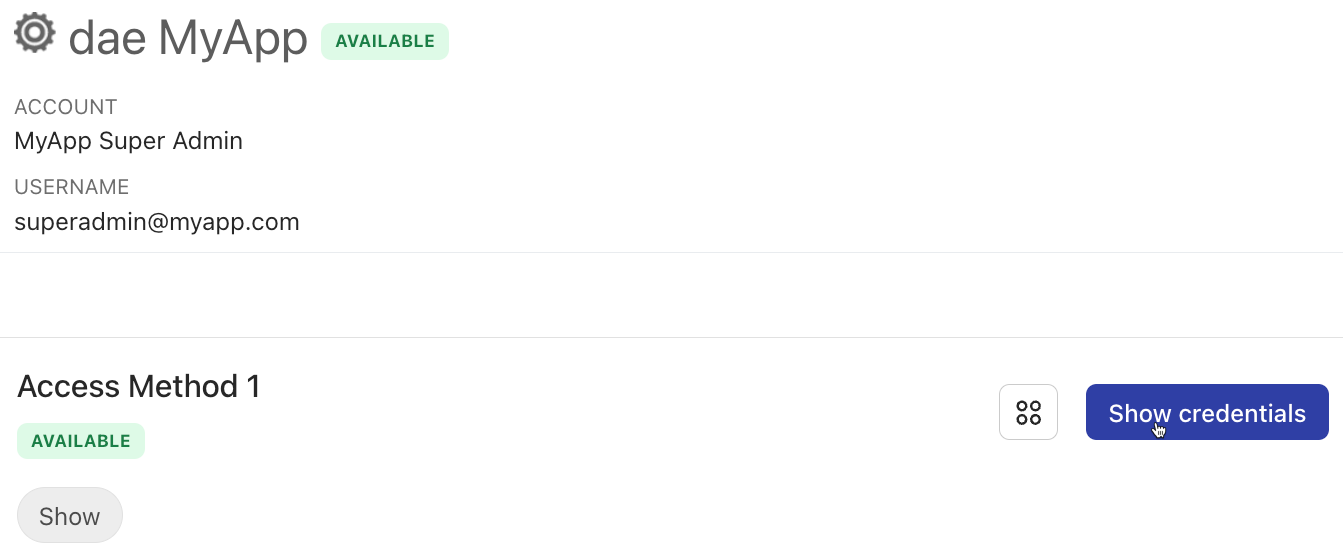 dae MyApp AVAILABLE
ACCOUNT
MyApp Super Admin
USERNAME
superadmin@myapp.com
Access Method 1
AVAILABLE
Show credentials
Show